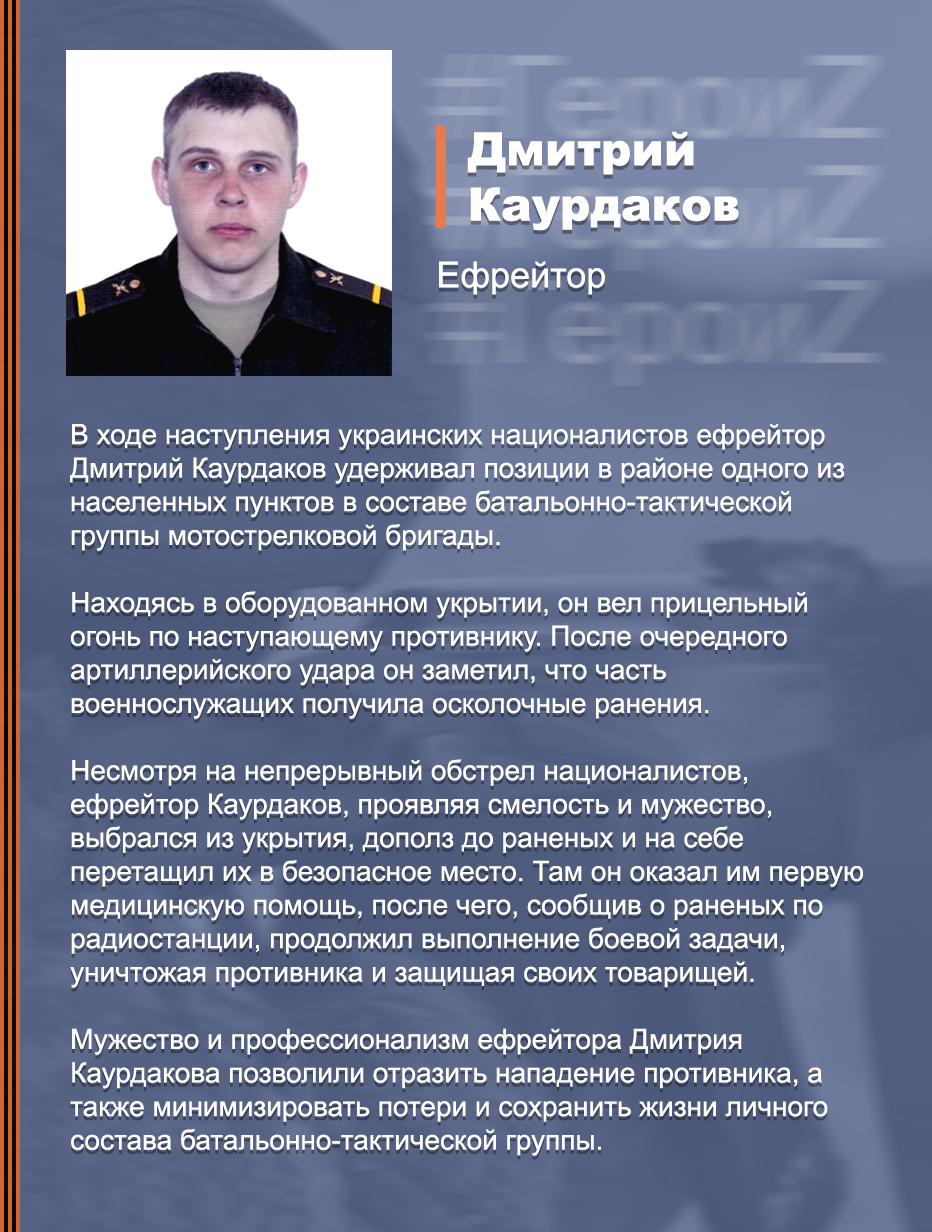 #ГероиZ
#ГероиZ
#ГероиZ
Дмитрий
Каурдаков
Ефрейтор
В ходе наступления украинских националистов ефрейтор
Дмитрий Каурдаков удерживал позиции в районе одного из
населенных пунктов в составе батальонно-тактической
группы мотострелковой бригады.
Находясь в оборудованном укрытии, он вел прицельный
огонь по наступающему противнику. После очередного
артиллерийского удара он заметил, что часть
военнослужащих получила осколочные ранения.
Несмотря на непрерывный обстрел националистов,
ефрейтор Каурдаков, проявляя смелость и мужество,
выбрался из укрытия, дополз до раненых и на себе
перетащил их в безопасное место. Там он оказал им первую
медицинскую помощь, после чего, сообщив о раненых по
радиостанции, продолжил выполнение боевой задачи,
уничтожая противника и защищая своих товарищей.
Мужество и профессионализм ефрейтора Дмитрия
Каурдакова позволили отразить нападение противника, а
также минимизировать потери и сохранить жизни личного
состава батальонно-тактической группы.